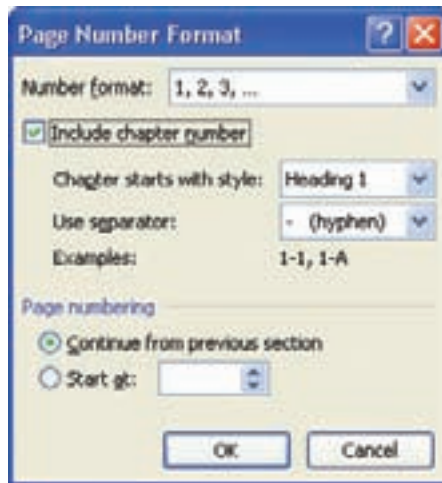 Page Number Format
Number format: 1, 2, 3, ...
Include chapter number
Chapter starts with style: Heading 1
Use separator: - (hyphen)
Examples: 1-1, 1-A
Page numbering
Continue from previous section
Start at:
OK Cancel